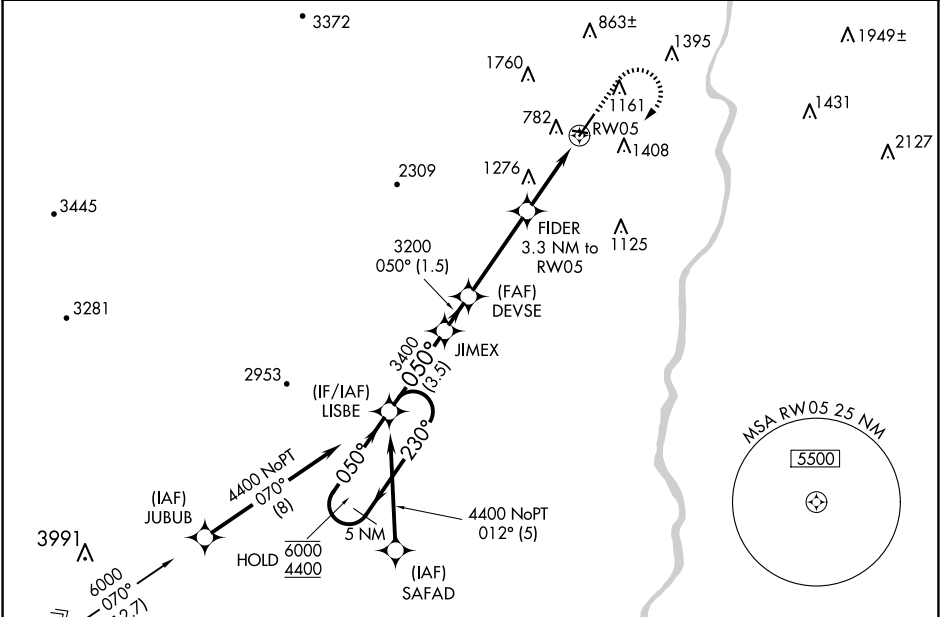 3372
863±
1395
1949±
1760
1161
1431
782
RW05
1408
2127
2309
1276
3445
FIDER
3.3 NM to
RW05
1125
3200
050° (1.5)
(FAF)
DEVSE
3281
JIMEX
3400
050°
(3.5)
2953
(IF/IAF)
LISBE
MSA RW05 25 NM
5500
050°
230°
4400 NoPT
070°
(8)
(IAF)
JUBUB
4400 NoPT
012° (5)
5 NM
3991
HOLD
6000
4400
(IAF)
SAFAD
6000
070°